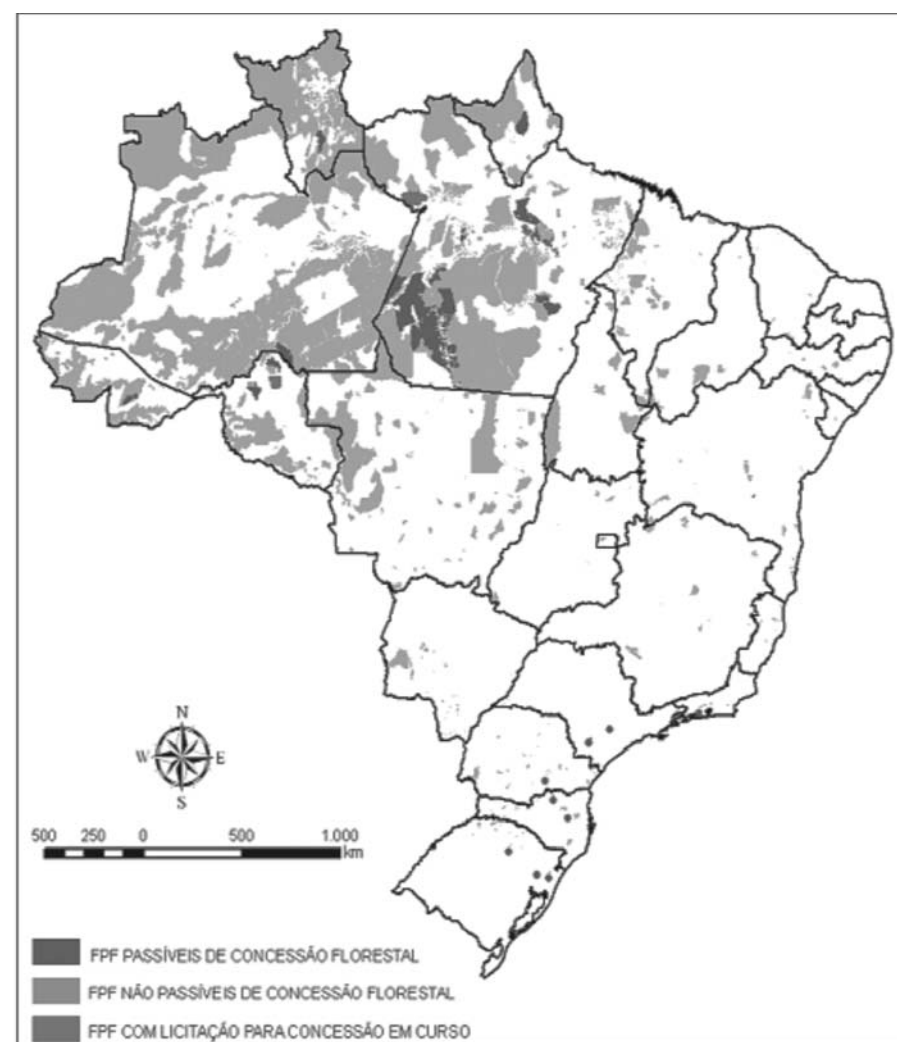 N
W E
S
500 250 0 500 1.000
km
FPF PASSÍVEIS DE CONCESSÃO FLORESTAL
FPF NÃO PASSÍVEIS DE CONCESSÃO FLORESTAL
FPF COM LICITAÇÃO PARA CONCESSÃO EM CURSO